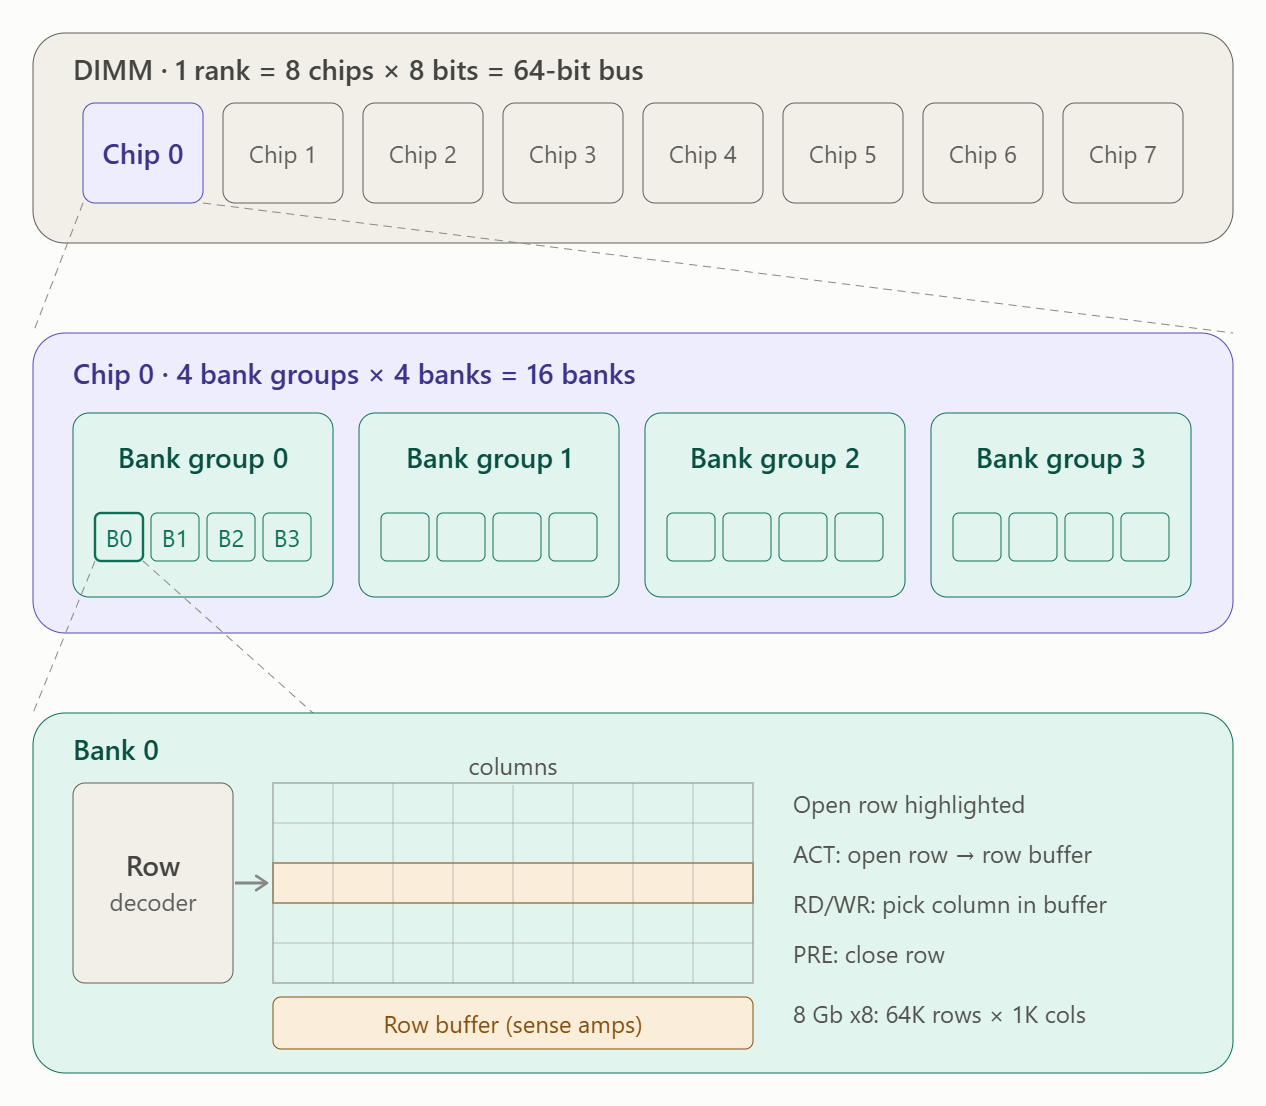 DIMM · 1 rank = 8 chips × 8 bits = 64-bit bus
Chip 0
Chip 1
Chip 2
Chip 3
Chip 4
Chip 5
Chip 6
Chip 7
Chip 0 · 4 bank groups × 4 banks = 16 banks
Bank group 0
Bank group 1
Bank group 2
Bank group 3
B0
B1
B2
B3
Bank 0
columns
Row
decoder
Open row highlighted
ACT: open row → row buffer
RD/WR: pick column in buffer
PRE: close row
8 Gb x8: 64K rows × 1K cols
Row buffer (sense amps)